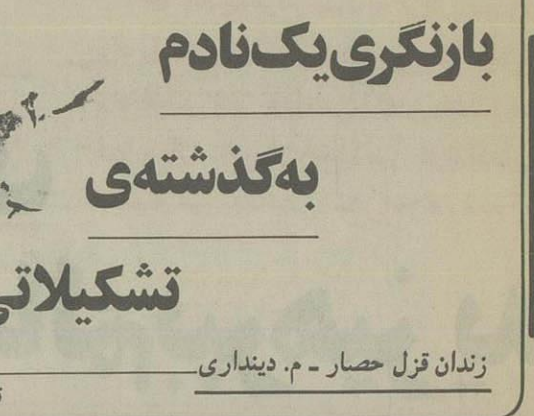 بازنگری یک نادم
به گذشته‌ی
تشکیلاتی
زندان قزل حصار ـ م. دینداری